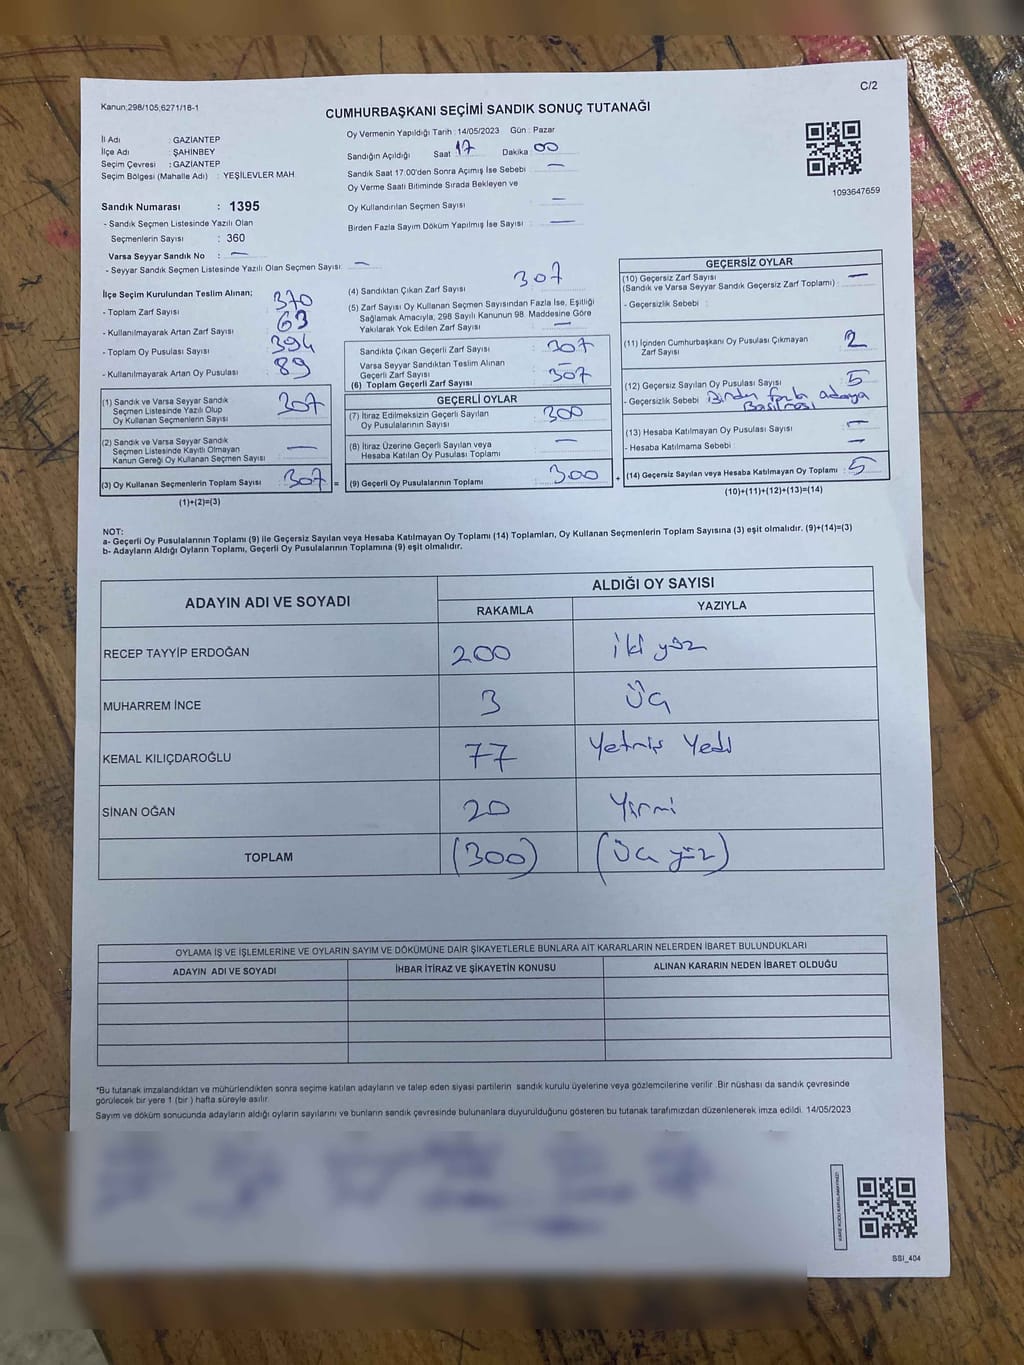 C/2
Kanun,298/105,6271/16-1
CUMHURBAŞKANI SEÇİMİ SANDIK SONUÇ TUTANAĞI
İl Adı : GAZİANTEP
İlçe Adı : ŞAHİNBEY
Seçim Çevresi : GAZİANTEP
Seçim Bölgesi (Mahalle Adı) : YEŞİLEVLER MAH.
Oy Vermenin Yapıldığı Tarih : 14/05/2023 Gün : Pazar
Sandığın Açıldığı Saat 17 Dakika : 00
Sandık Saat 17:00'den Sonra Açımış İse Sebebi : —
Oy Verme Saati Bitiminde Sırada Bekleyen ve
Oy Kullandırılan Seçmen Sayısı : —
Birden Fazla Sayım Döküm Yapılmış İse Sayısı : —
1093647659
Sandık Numarası : 1395
- Sandık Seçmen Listesinde Yazılı Olan
Seçmenlerin Sayısı : 360
Varsa Seyyar Sandık No : —
- Seyyar Sandık Seçmen Listesinde Yazılı Olan Seçmen Sayısı: —
İlçe Seçim Kurulundan Teslim Alınan;
- Toplam Zarf Sayısı : 370
- Kullanılmayarak Artan Zarf Sayısı : 63
- Toplam Oy Pusulası Sayısı : 394
- Kullanılmayarak Artan Oy Pusulası : 89
(1) Sandık ve Varsa Seyyar Sandık
Seçmen Listesinde Yazılı Olup
Oy Kullanan Seçmenlerin Sayısı : 307
(2) Sandık ve Varsa Seyyar Sandık
Seçmen Listesinde Kayıtlı Olmayan
Kanun Gereği Oy Kullanan Seçmen Sayısı : —
(3) Oy Kullanan Seçmenlerin Toplam Sayısı : 307 =
(1)+(2)=(3)
(4) Sandıktan Çıkan Zarf Sayısı : 307
(5) Zarf Sayısı Oy Kullanan Seçmen Sayısından Fazla İse, Eşitliği
Sağlamak Amacıyla, 298 Sayılı Kanunun 98. Maddesine Göre
Yakılarak Yok Edilen Zarf Sayısı : —
Sandıkta Çıkan Geçerli Zarf Sayısı : 307
Varsa Seyyar Sandıktan Teslim Alınan
Geçerli Zarf Sayısı : —
(6) Toplam Geçerli Zarf Sayısı : 307
GEÇERLİ OYLAR
(7) İtiraz Edilmeksizin Geçerli Sayılan
Oy Pusulasının Sayısı : 300
(8) İtiraz Üzerine Geçerli Sayılan veya
Hesaba Katılan Oy Pusulası Toplamı : —
(9) Geçerli Oy Pusulalarının Toplamı : 300 +
GEÇERSİZ OYLAR
(10) Geçersiz Zarf Sayısı
(Sandık ve Varsa Seyyar Sandık Geçersiz Zarf Toplamı) : —
- Geçersizlik Sebebi :
(11) İçinden Cumhurbaşkanı Oy Pusulası Çıkmayan
Zarf Sayısı : 2
(12) Geçersiz Sayılan Oy Pusulası Sayısı : 5
- Geçersizlik Sebebi : Birden fazla adaya
Basılması
(13) Hesaba Katılmayan Oy Pusulası Sayısı : —
- Hesaba Katılmama Sebebi : —
(14) Geçersiz Sayılan veya Hesaba Katılmayan Oy Toplamı : 5
(10)+(11)+(12)+(13)=(14)
NOT:
a- Geçerli Oy Pusulalarının Toplamı (9) ile Geçersiz Sayılan veya Hesaba Katılmayan Oy Toplamı (14) Toplamları, Oy Kullanan Seçmenlerin Toplam Sayısına (3) eşit olmalıdır. (9)+(14)=(3)
b- Adayların Aldığı Oyların Toplamı, Geçerli Oy Pusulalarının Toplamına (9) eşit olmalıdır.
ADAYIN ADI VE SOYADI
ALDIĞI OY SAYISI
RAKAMLA YAZIYLA
RECEP TAYYİP ERDOĞAN 200 iki yüz
MUHARREM İNCE 3 Üç
KEMAL KILIÇDAROĞLU 77 Yetmiş Yedi
SİNAN OĞAN 20 Yirmi
TOPLAM (300) (Üç yüz)
OYLAMA İŞ VE İŞLEMLERİNE VE OYLARIN SAYIM VE DÖKÜMÜNE DAİR ŞİKAYETLERLE BUNLARA AİT KARARLARIN NELERDEN İBARET BULUNDUKLARI
ADAYIN ADI VE SOYADI İHBAR İTİRAZ VE ŞİKAYETİN KONUSU ALINAN KARARIN NEDEN İBARET OLDUĞU
*Bu tutanak imzalandıktan ve mühürlendikten sonra seçime katılan adayların ve talep eden siyasi partilerin sandık kurulu üyelerine veya gözlemcilerine verilir. Bir nüshası da sandık çevresinde
görülecek bir yere 1 (bir) hafta süreyle asılır.
Sayım ve döküm sonucunda adayların aldığı oyların sayılarını ve bunların sandık çevresinde bulunanlara duyurulduğunu gösteren bu tutanak tarafımızdan düzenlenerek imza edildi. 14/05/2023
SSI_404